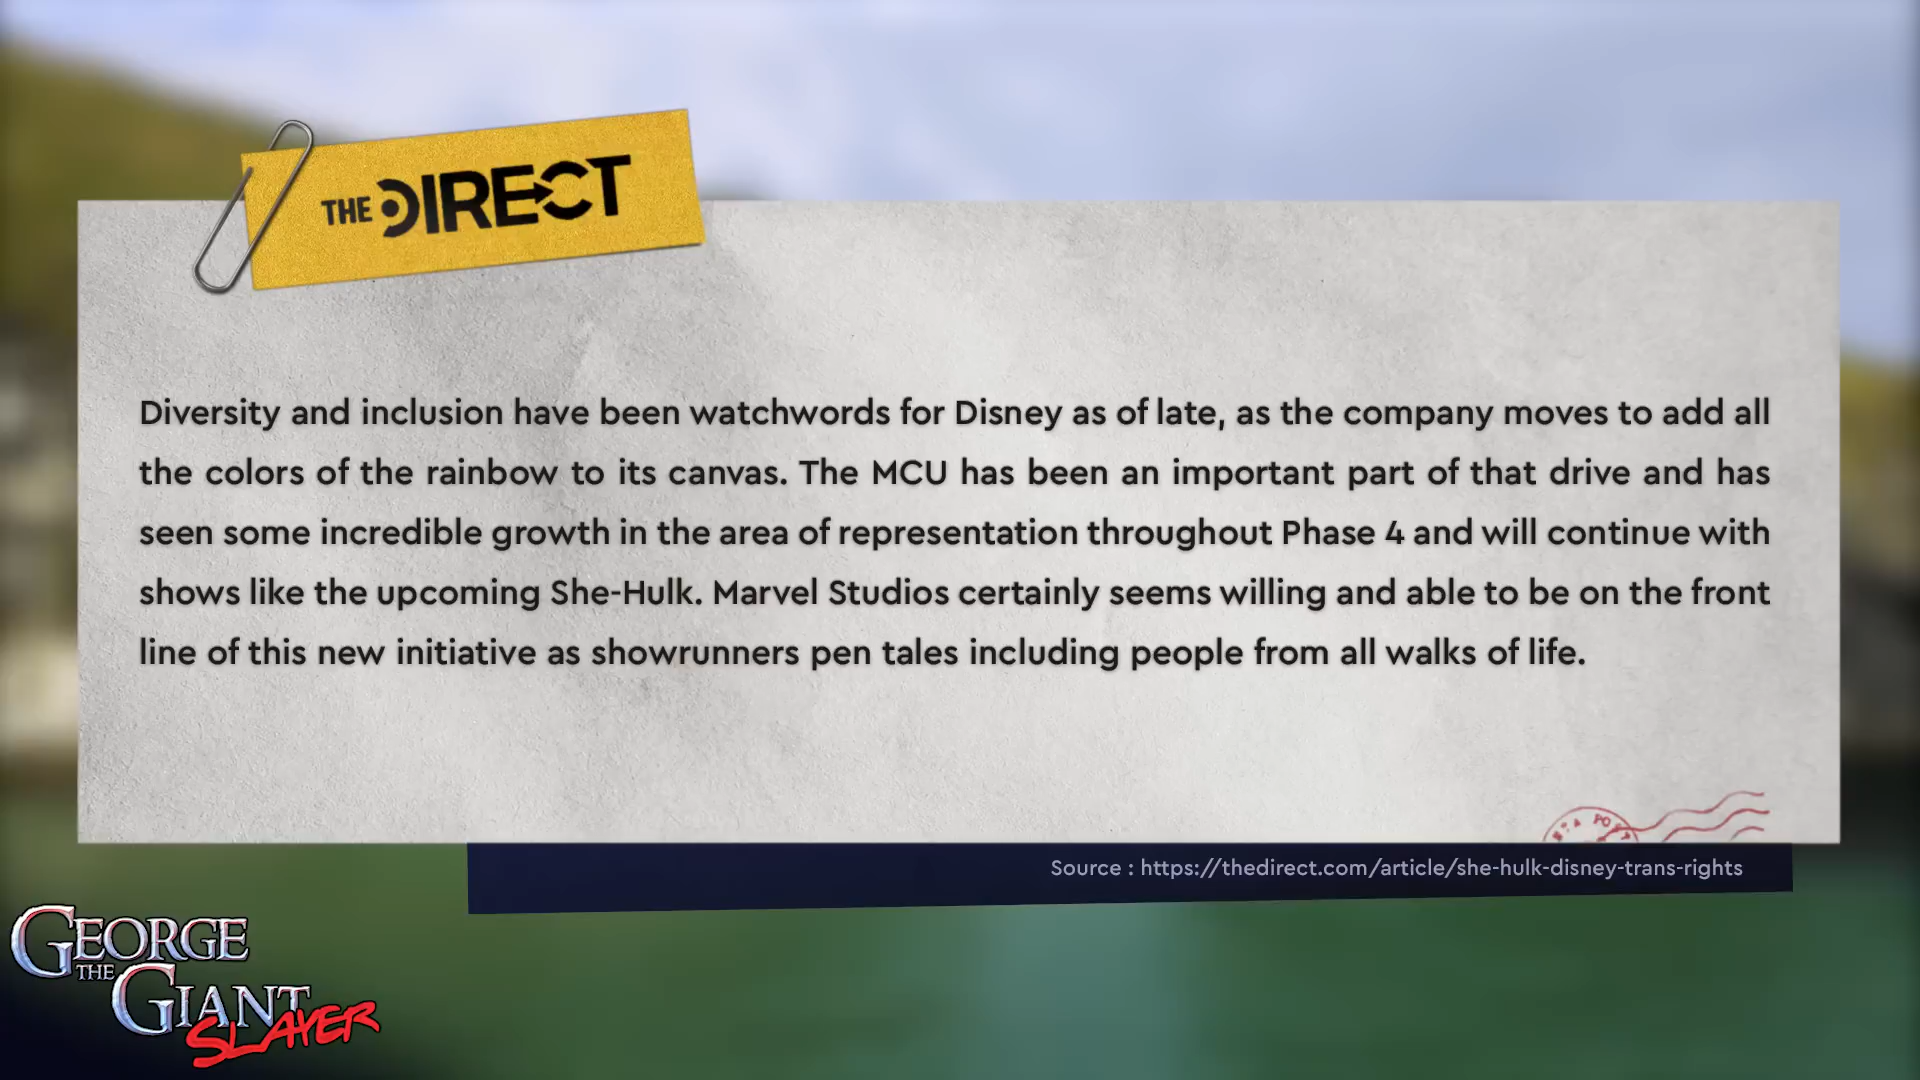 THE DIRECT
Diversity and inclusion have been watchwords for Disney as of late, as the company moves to add all
the colors of the rainbow to its canvas. The MCU has been an important part of that drive and has
seen some incredible growth in the area of representation throughout Phase 4 and will continue with
shows like the upcoming She-Hulk. Marvel Studios certainly seems willing and able to be on the front
line of this new initiative as showrunners pen tales including people from all walks of life.
Source : https://thedirect.com/article/she-hulk-disney-trans-rights
GEORGE
THE
GIANT
SLAYER